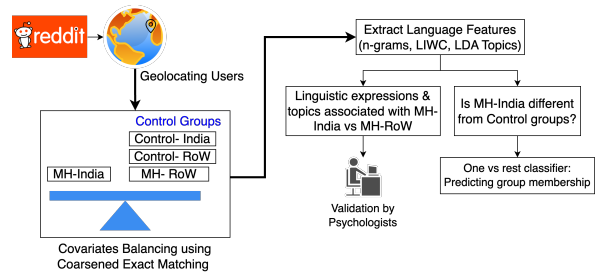 reddit
Geolocating Users
Control Groups
Control- India
Control- RoW
MH-India
MH- RoW
Covariates Balancing using
Coarsened Exact Matching
Extract Language Features
(n-grams, LIWC, LDA Topics)
Linguistic expressions &
topics associated with MH-
India vs MH-RoW
Validation by
Psychologists
Is MH-India different
from Control groups?
One vs rest classifier:
Predicting group membership